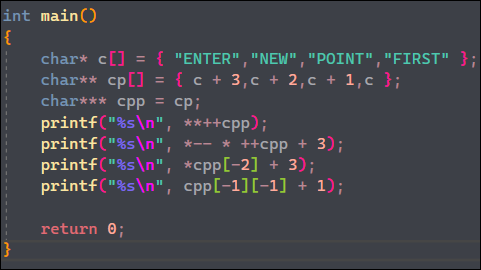 int main()
{
    char* c[] = { "ENTER","NEW","POINT","FIRST" };
    char** cp[] = { c + 3,c + 2,c + 1,c };
    char*** cpp = cp;
    printf("%s\n", **++cpp);
    printf("%s\n", *-- * ++cpp + 3);
    printf("%s\n", *cpp[-2] + 3);
    printf("%s\n", cpp[-1][-1] + 1);
    return 0;
}